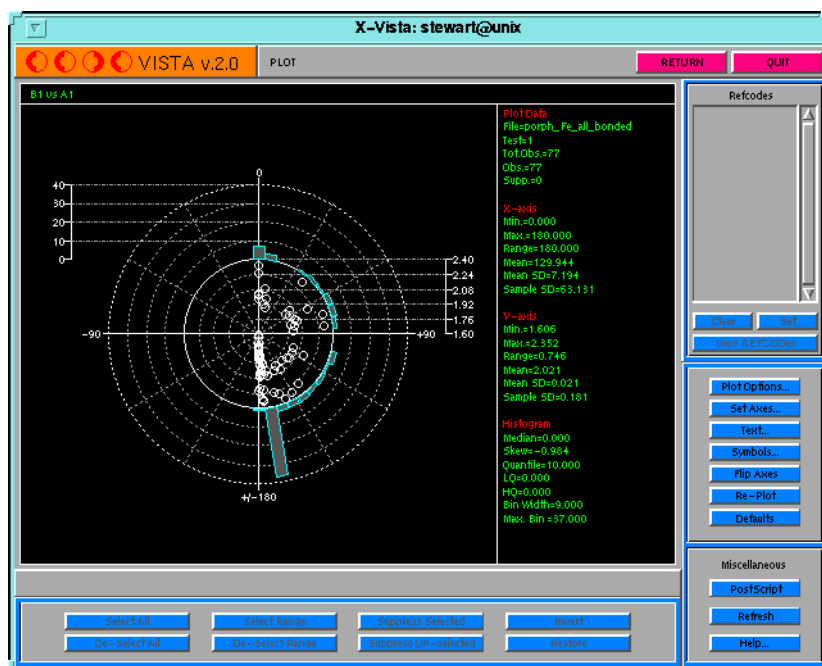 X-Vista: stewart@unix
VISTA v.2.0
PLOT
RETURN
QUIT
B1 vs A1
0
40
30
20
10
0
2.40
2.24
2.08
1.92
1.76
1.60
-90
+90
+/-180
Plot Data
File=porph_Fe_all_bonded
Test=1
Tot.Obs.=77
Obs.=77
Supp.=0
X-axis
Min.=0.000
Max.=180.000
Range=180.000
Mean=129.944
Mean SD=7.194
Sample SD=63.131
Y-axis
Min.=1.606
Max.=2.352
Range=0.746
Mean=2.021
Mean SD=0.021
Sample SD=0.181
Histogram
Median=0.000
Skew=-0.984
Quantile=10.000
LQ=0.000
HQ=0.000
Bin Width=9.000
Max. Bin =37.000
Refcodes
Clear
Set
View REFCODEs
Plot Options...
Set Axes...
Text...
Symbols...
Flip Axes
Re-Plot
Defaults
Miscellaneous
PostScript
Refresh
Help...
Select All
Select Range
Suppress Selected
Invert
De-Select All
De-Select Range
Suppress Un-selected
Restore